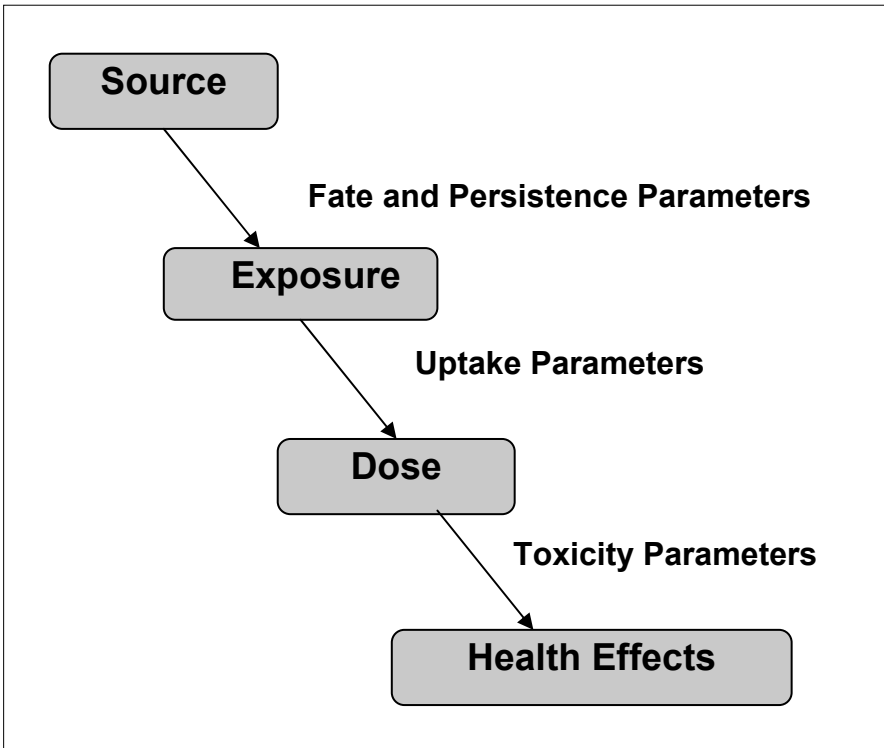 Source
Fate and Persistence Parameters
Exposure
Uptake Parameters
Dose
Toxicity Parameters
Health Effects